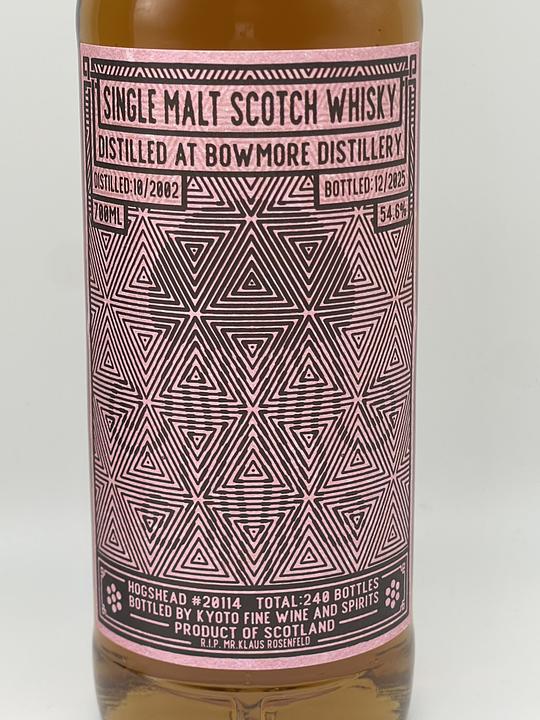 SINGLE MALT SCOTCH WHISKY
DISTILLED AT BOWMORE DISTILLERY
DISTILLED:10/2002 BOTTLED:12/2025
700ML 54.6%
HOGSHEAD #20114 TOTAL:240 BOTTLES
BOTTLED BY KYOTO FINE WINE AND SPIRITS
PRODUCT OF SCOTLAND
R.I.P. MR.KLAUS ROSENFELD